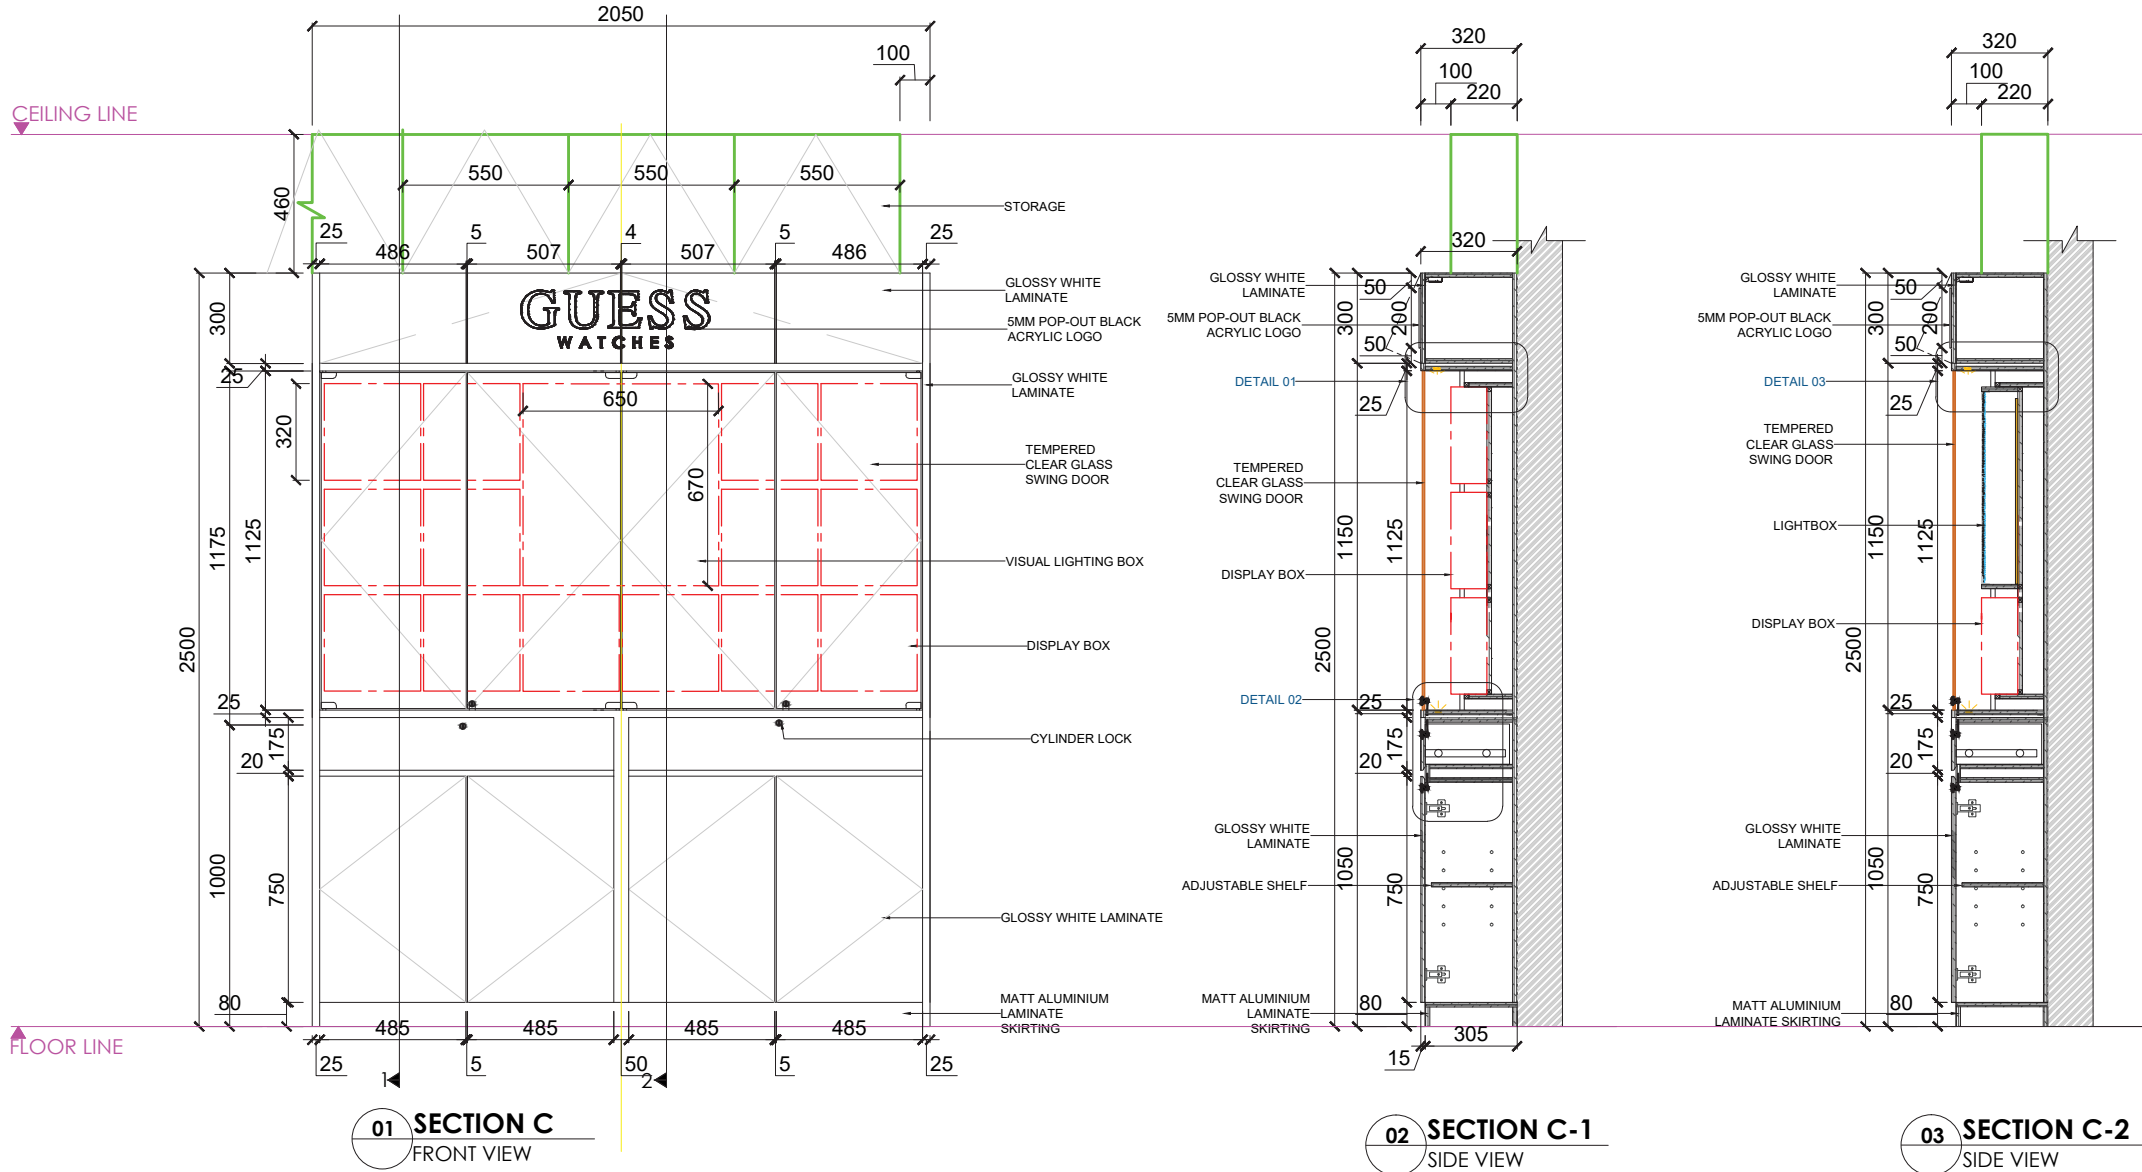 2050
100
CEILING LINE
550
550
550
460
STORAGE
25
486
5
507
4
507
5
486
25
GLOSSY WHITE
LAMINATE
GUESS
WATCHES
5MM POP-OUT BLACK
ACRYLIC LOGO
300
25
GLOSSY WHITE
LAMINATE
650
320
TEMPERED
CLEAR GLASS
SWING DOOR
670
1175
1125
VISUAL LIGHTING BOX
2500
DISPLAY BOX
25
175
CYLINDER LOCK
20
1000
750
GLOSSY WHITE LAMINATE
80
MATT ALUMINIUM
LAMINATE
SKIRTING
FLOOR LINE
485
485
485
485
25
5
50
5
25
1
2
01
SECTION C
FRONT VIEW
320
100
220
320
GLOSSY WHITE
LAMINATE
50
300
200
5MM POP-OUT BLACK
ACRYLIC LOGO
50
DETAIL 01
25
TEMPERED
CLEAR GLASS
SWING DOOR
1150
1125
DISPLAY BOX
2500
DETAIL 02
25
175
20
GLOSSY WHITE
LAMINATE
1050
750
ADJUSTABLE SHELF
MATT ALUMINIUM
LAMINATE
SKIRTING
80
305
15
02
SECTION C-1
SIDE VIEW
320
100
220
GLOSSY WHITE
LAMINATE
50
300
200
5MM POP-OUT BLACK
ACRYLIC LOGO
50
DETAIL 03
25
TEMPERED
CLEAR GLASS
SWING DOOR
LIGHTBOX
1150
1125
DISPLAY BOX
2500
25
175
20
GLOSSY WHITE
LAMINATE
1050
750
ADJUSTABLE SHELF
MATT ALUMINIUM
LAMINATE SKIRTING
80
03
SECTION C-2
SIDE VIEW